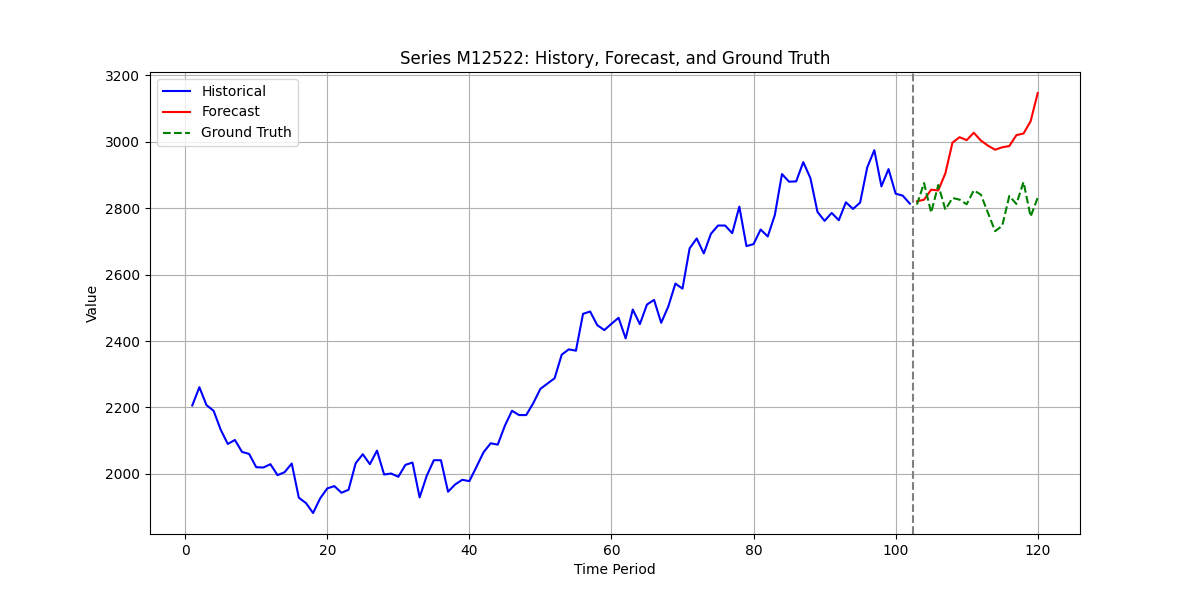 Series M12522: History, Forecast, and Ground Truth
Historical
Forecast
Ground Truth
3200
3000
2800
2600
2400
2200
2000
Value
0 20 40 60 80 100 120
Time Period